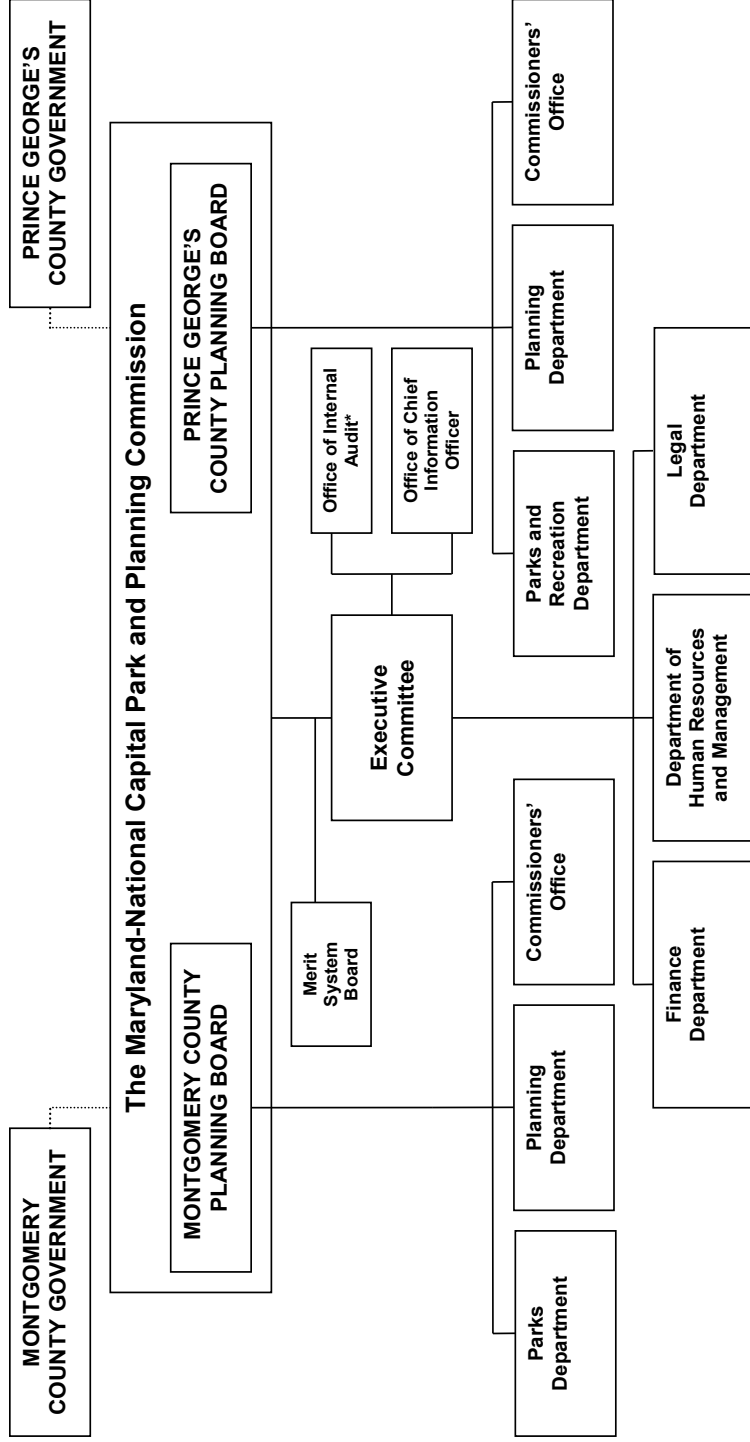 MONTGOMERY
COUNTY GOVERNMENT
PRINCE GEORGE'S
COUNTY GOVERNMENT
The Maryland-National Capital Park and Planning Commission
MONTGOMERY COUNTY
PLANNING BOARD
PRINCE GEORGE'S
COUNTY PLANNING BOARD
Merit
System
Board
Executive
Committee
Office of Internal
Audit*
Office of Chief
Information
Officer
Parks
Department
Planning
Department
Commissioners'
Office
Parks and
Recreation
Department
Planning
Department
Commissioners'
Office
Finance
Department
Department of
Human Resources
and Management
Legal
Department